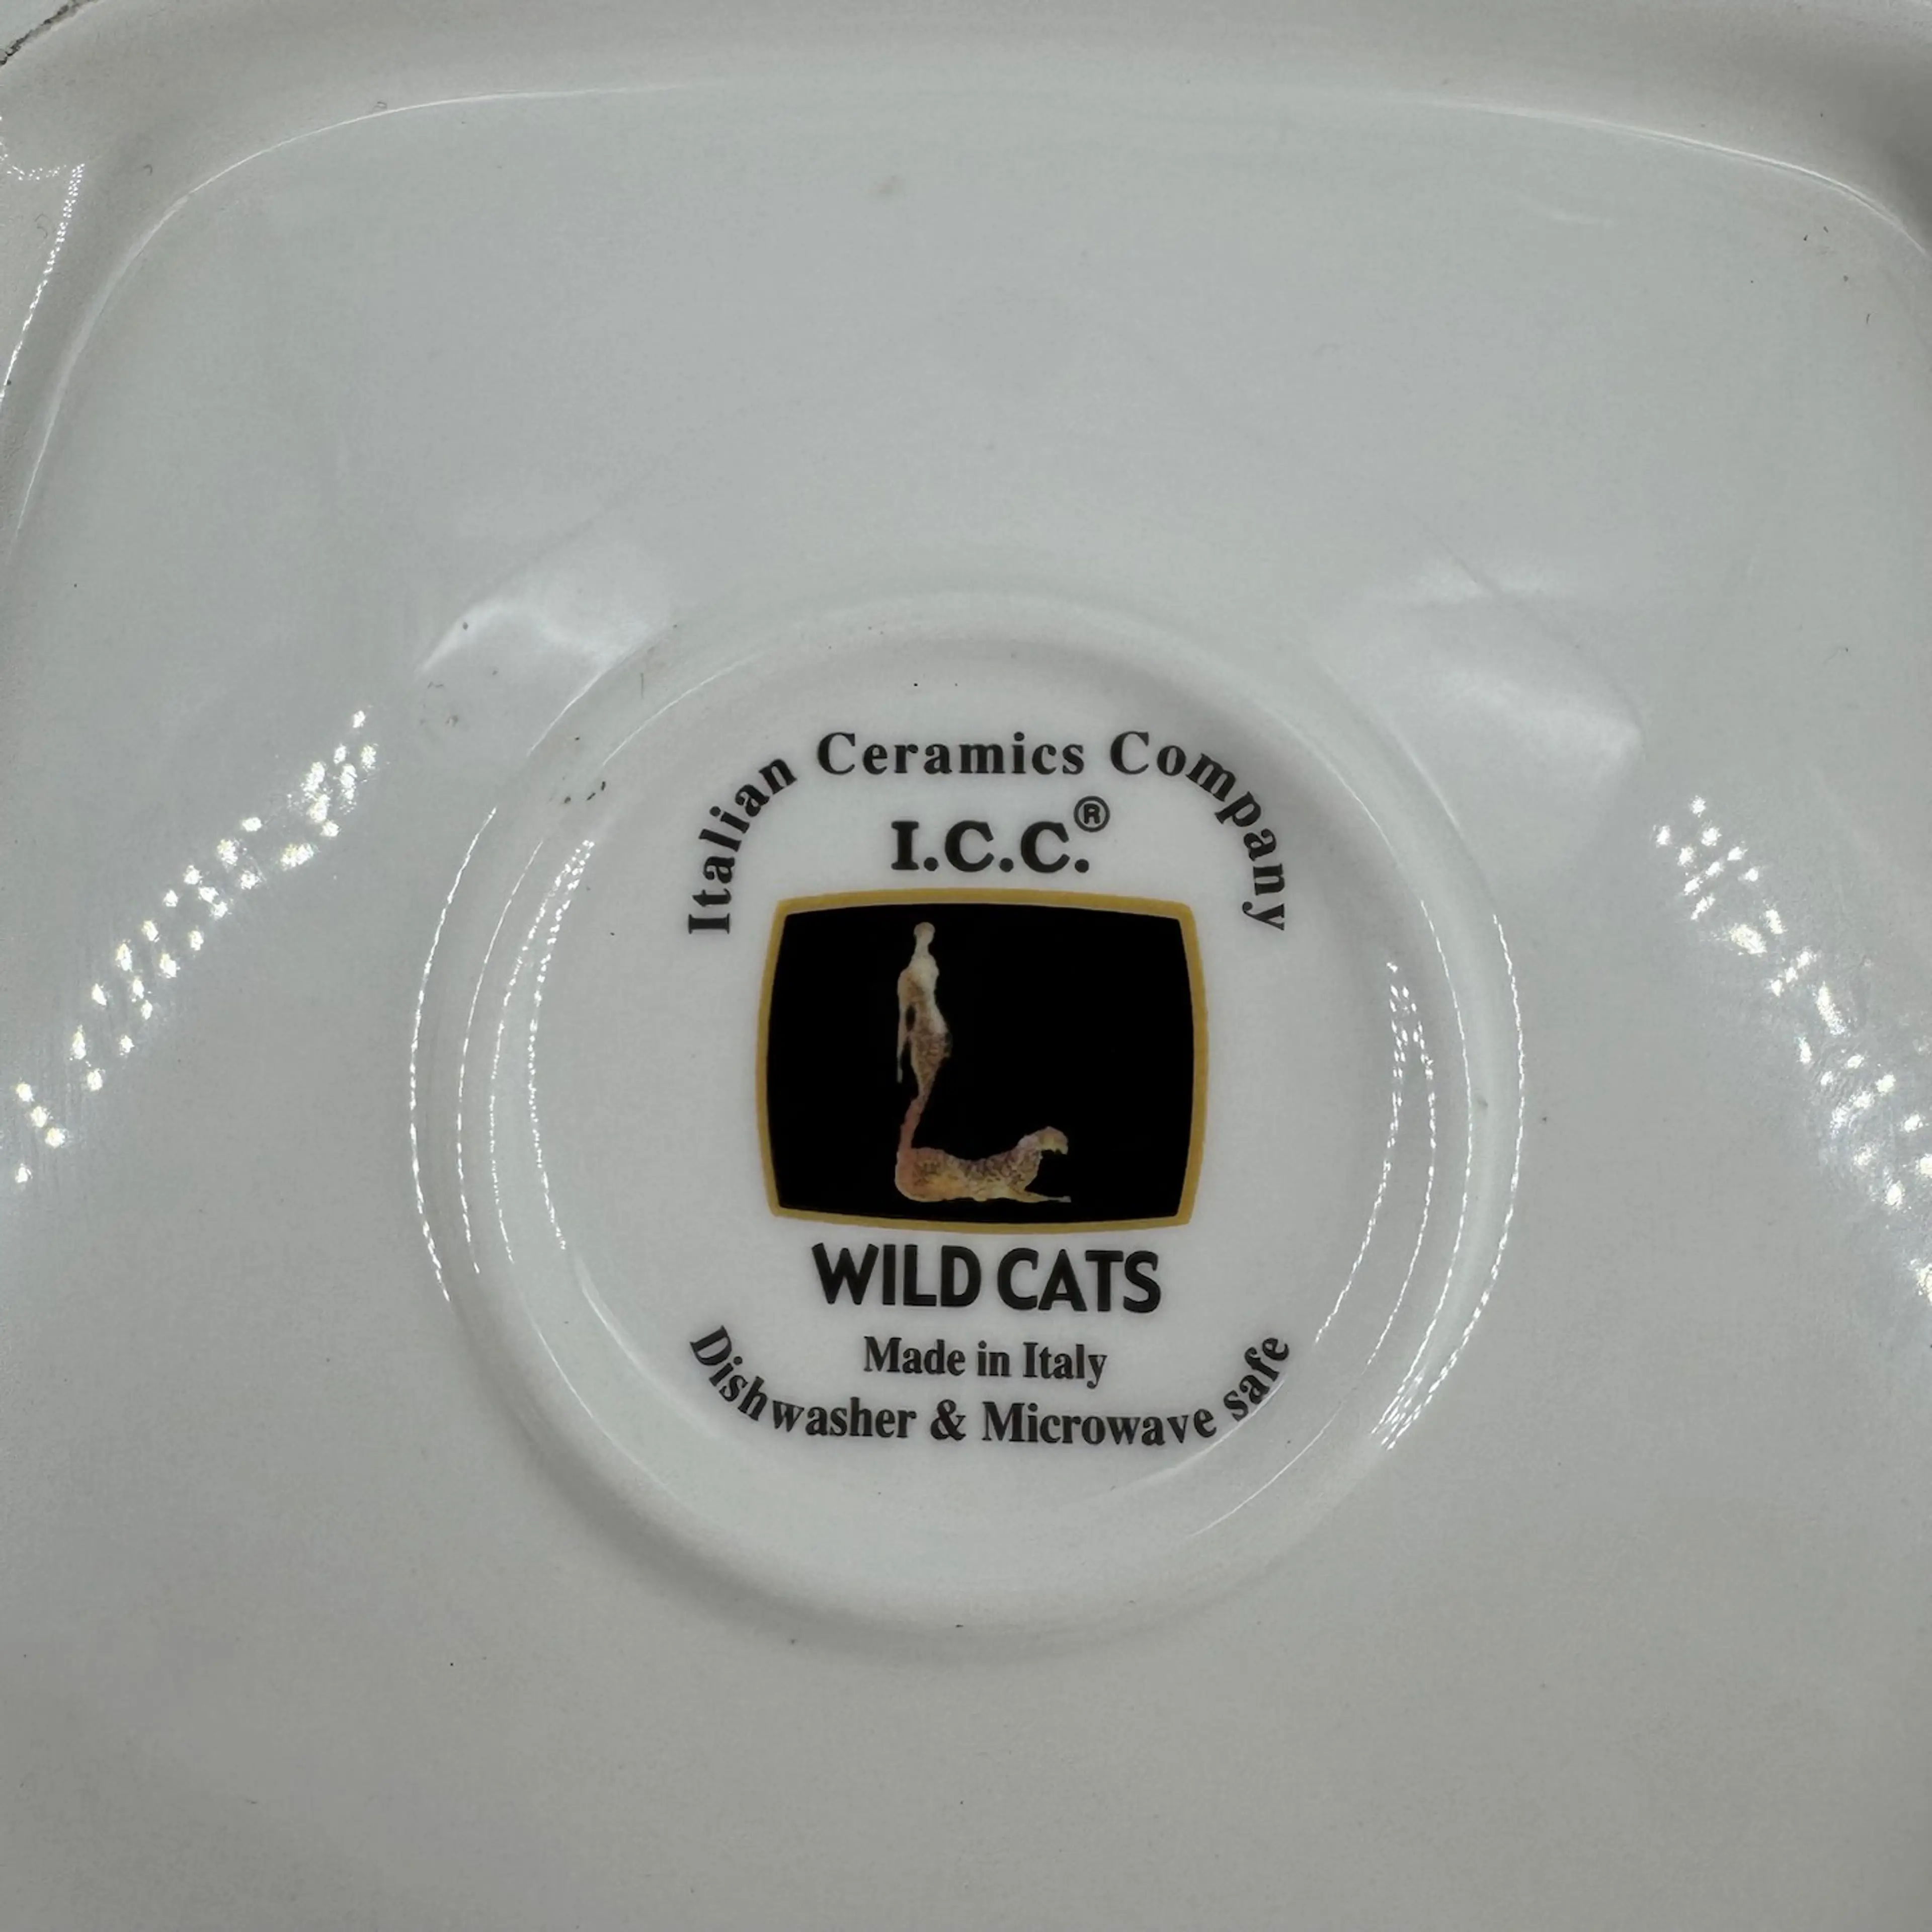 Italian Ceramics Company
I.C.C.®
WILD CATS
Made in Italy
Dishwasher & Microwave safe